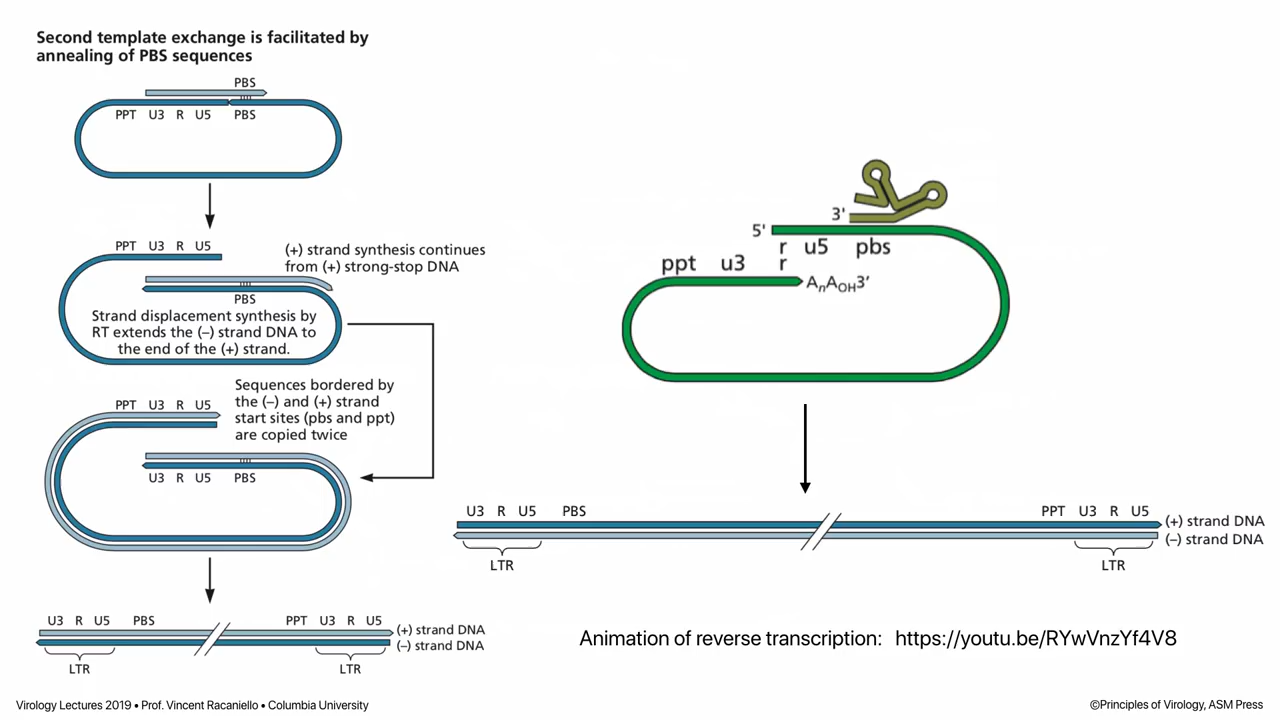 Second template exchange is facilitated by
annealing of PBS sequences
PBS
PPT U3 R U5 PBS
PPT U3 R U5
(+) strand synthesis continues
from (+) strong-stop DNA
PBS
Strand displacement synthesis by
RT extends the (–) strand DNA to
the end of the (+) strand.
Sequences bordered by
the (–) and (+) strand
start sites (pbs and ppt)
are copied twice
PPT U3 R U5
U3 R U5 PBS
U3 R U5 PBS PPT U3 R U5
(+) strand DNA
(–) strand DNA
LTR LTR
3'
5'
r u5 pbs
ppt u3 r
AnAOH3′
U3 R U5 PBS PPT U3 R U5
(+) strand DNA
(–) strand DNA
LTR LTR
Animation of reverse transcription: https://youtu.be/RYwVnzYf4V8
Virology Lectures 2019 • Prof. Vincent Racaniello • Columbia University
©Principles of Virology, ASM Press